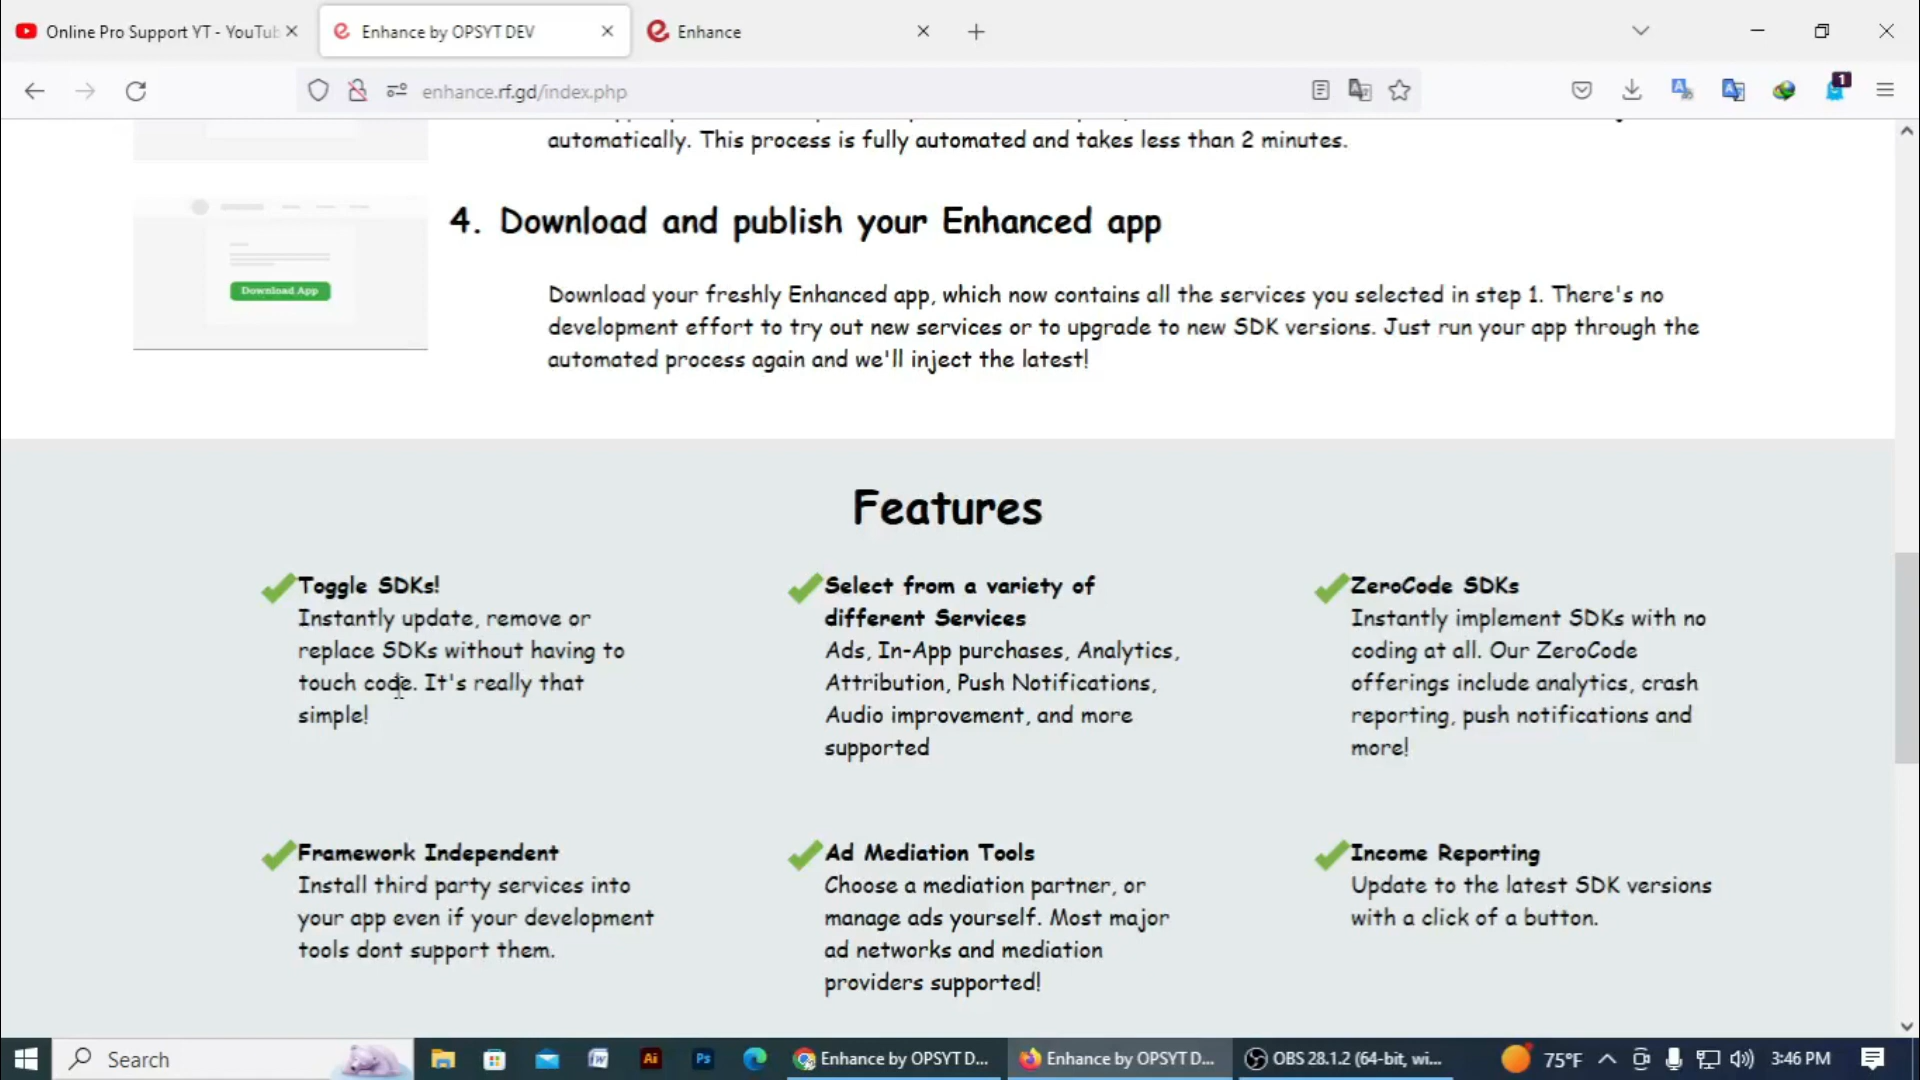 Online Pro Support YT - YouTub
Enhance by OPSYT DEV
Enhance
enhance.rf.gd/index.php
1
automatically. This process is fully automated and takes less than 2 minutes.
4. Download and publish your Enhanced app
Download App
Download your freshly Enhanced app, which now contains all the services you selected in step 1. There's no
development effort to try out new services or to upgrade to new SDK versions. Just run your app through the
automated process again and we'll inject the latest!
Features
Toggle SDKs!
Instantly update, remove or
replace SDKs without having to
touch code. It's really that
simple!
Select from a variety of
different Services
Ads, In-App purchases, Analytics,
Attribution, Push Notifications,
Audio improvement, and more
supported
ZeroCode SDKs
Instantly implement SDKs with no
coding at all. Our ZeroCode
offerings include analytics, crash
reporting, push notifications and
more!
Framework Independent
Install third party services into
your app even if your development
tools dont support them.
Ad Mediation Tools
Choose a mediation partner, or
manage ads yourself. Most major
ad networks and mediation
providers supported!
Income Reporting
Update to the latest SDK versions
with a click of a button.
Search
Ai
Ps
Enhance by OPSYT D...
Enhance by OPSYT D...
OBS 28.1.2 (64-bit, wi...
75°F
3:46 PM